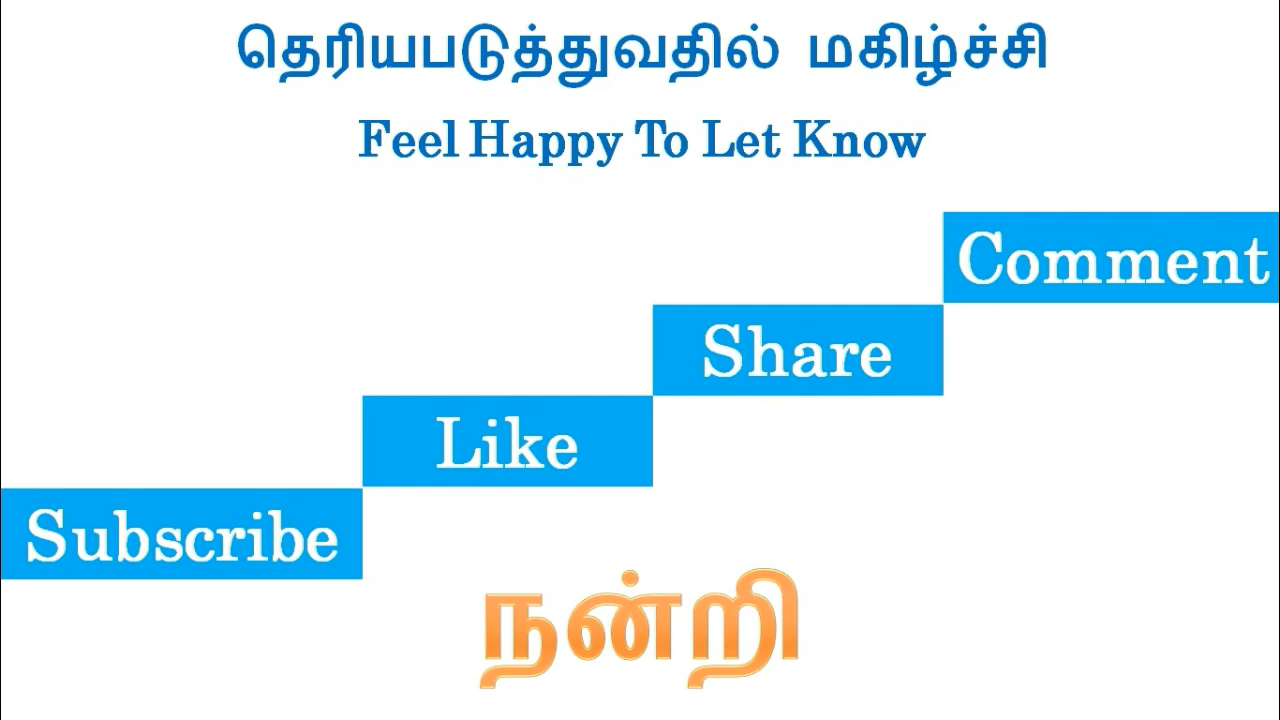 தெரியபடுத்துவதில் மகிழ்ச்சி
Feel Happy To Let Know
Comment
Share
Like
Subscribe
நன்றி